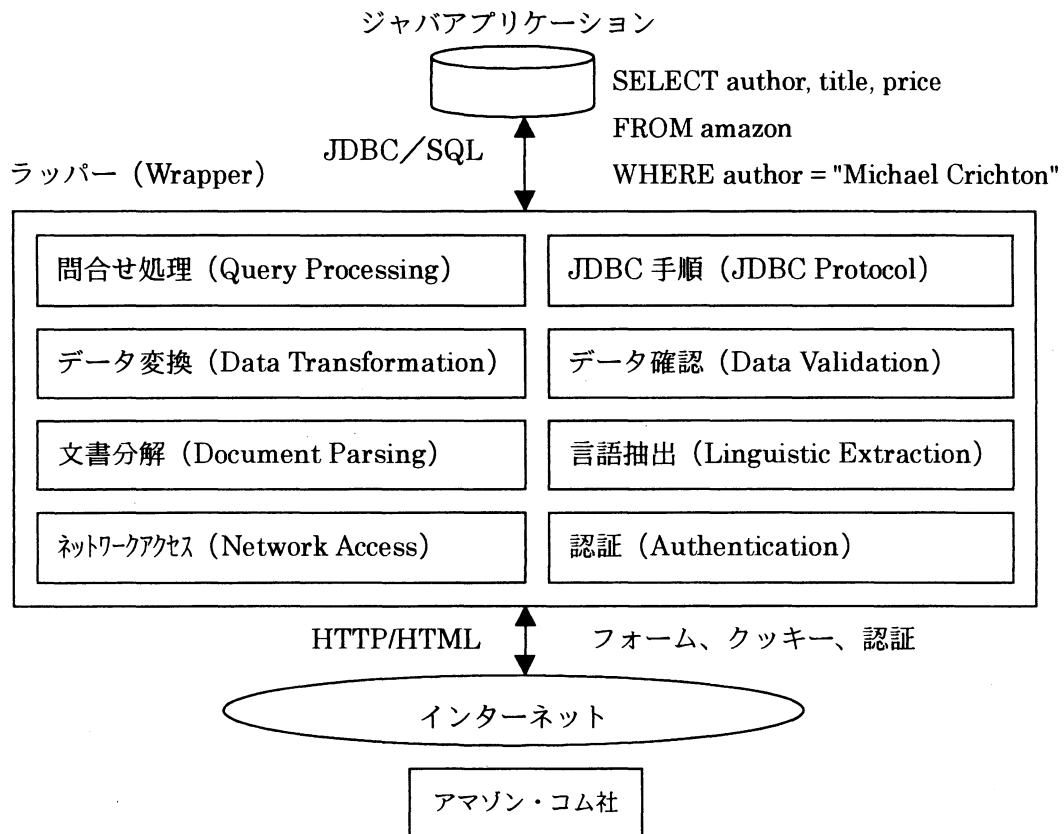 ジャバアプリケーション
SELECT author, title, price
FROM amazon
JDBC／SQL
WHERE author = "Michael Crichton"
ラッパー（Wrapper）
問合せ処理（Query Processing）
JDBC 手順（JDBC Protocol）
データ変換（Data Transformation）
データ確認（Data Validation）
文書分解（Document Parsing）
言語抽出（Linguistic Extraction）
ﾈｯﾄﾜｰｸｱｸｾｽ（Network Access）
認証（Authentication）
HTTP/HTML
フォーム、クッキー、認証
インターネット
アマゾン・コム社